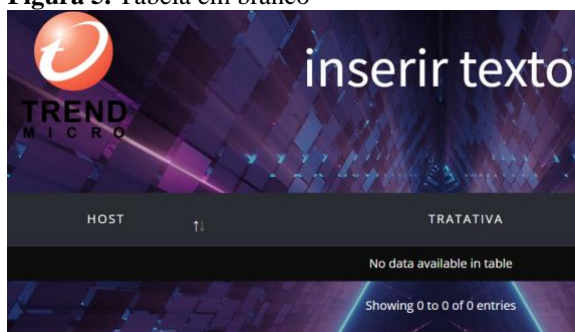 Figura 5. Tabela em branco
TREND
MICRO
inserir texto
HOST
TRATATIVA
No data available in table
Showing 0 to 0 of 0 entries